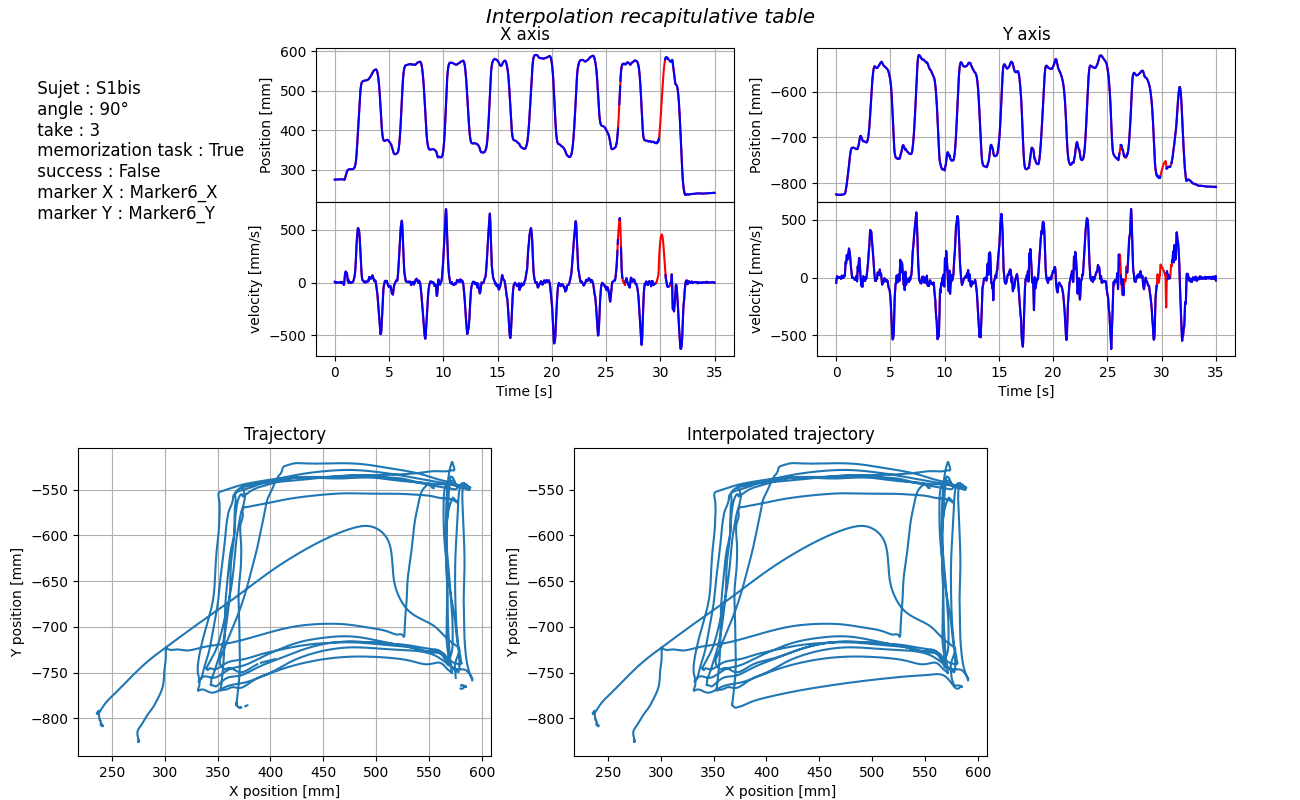 Interpolation recapitulative table
X axis
Y axis
Sujet : S1bis
angle : 90°
take : 3
memorization task : True
success : False
marker X : Marker6_X
marker Y : Marker6_Y
Position [mm]
600
500
400
300
velocity [mm/s]
500
0
−500
0 5 10 15 20 25 30 35
Time [s]
Position [mm]
−600
−700
−800
velocity [mm/s]
500
0
−500
0 5 10 15 20 25 30 35
Time [s]
Trajectory
Y position [mm]
−550
−600
−650
−700
−750
−800
250 300 350 400 450 500 550 600
X position [mm]
Interpolated trajectory
Y position [mm]
−550
−600
−650
−700
−750
−800
250 300 350 400 450 500 550 600
X position [mm]